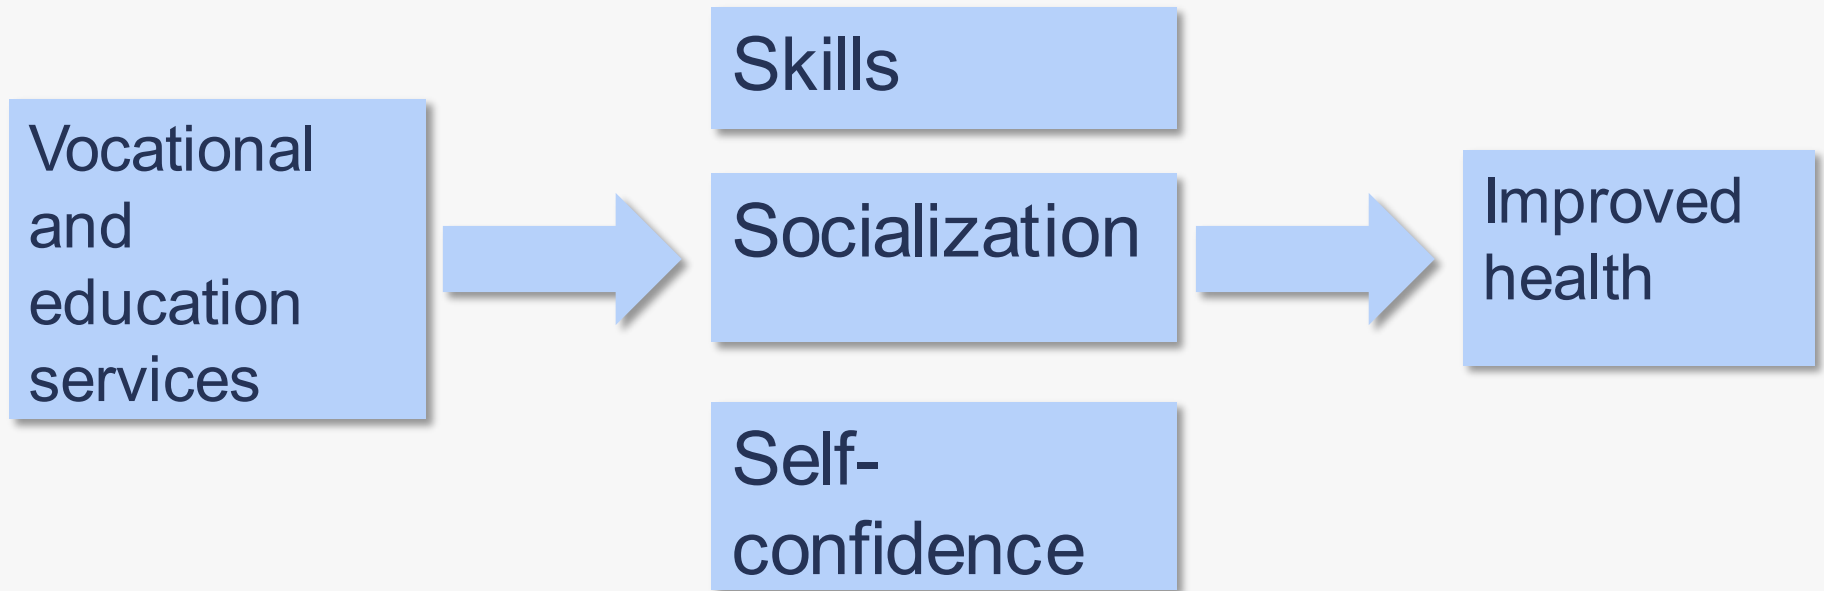 Vocational
and
education
services
Skills
Socialization
Self-
confidence
Improved
health